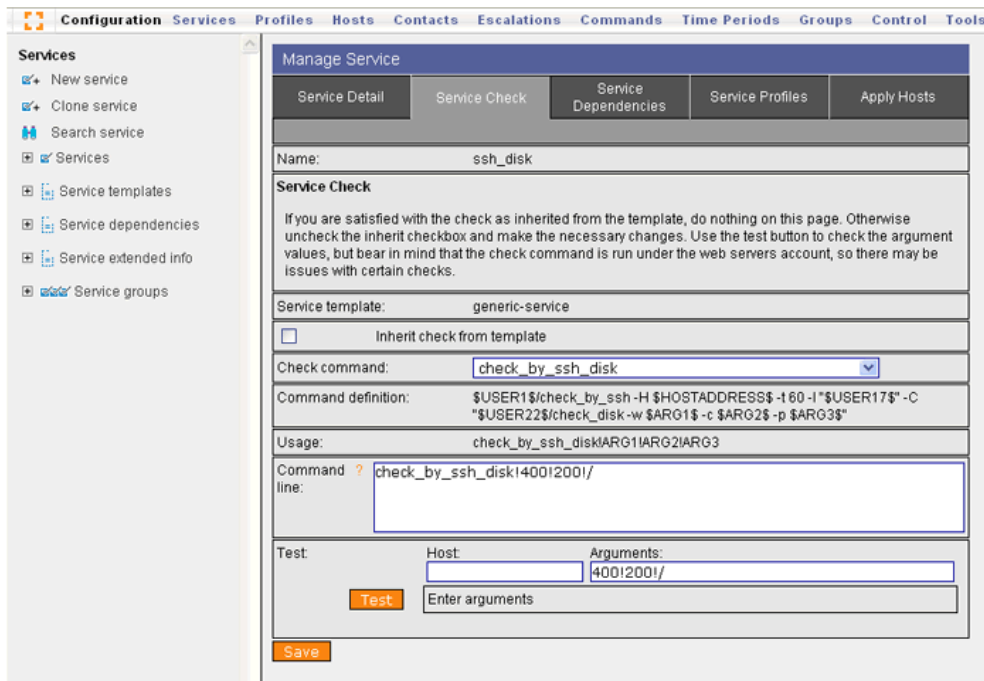 Configuration Services Profiles Hosts Contacts Escalations Commands Time Periods Groups Control Tools
Services
New service
Clone service
Search service
Services
Service templates
Service dependencies
Service extended info
Service groups
Manage Service
Service Detail
Service Check
Service
Dependencies
Service Profiles
Apply Hosts
Name: ssh_disk
Service Check
If you are satisfied with the check as inherited from the template, do nothing on this page. Otherwise
uncheck the inherit checkbox and make the necessary changes. Use the test button to check the argument
values, but bear in mind that the check command is run under the web servers account, so there may be
issues with certain checks.
Service template: generic-service
Inherit check from template
Check command: check_by_ssh_disk
Command definition: $USER1$/check_by_ssh -H $HOSTADDRESS$ -t 60 -l "$USER17$" -C
"$USER22$/check_disk -w $ARG1$ -c $ARG2$ -p $ARG3$"
Usage: check_by_ssh_disk!ARG1!ARG2!ARG3
Command ? check_by_ssh_disk!400!200!/
line:
Test: Host: Arguments:
400!200!/
Test Enter arguments
Save